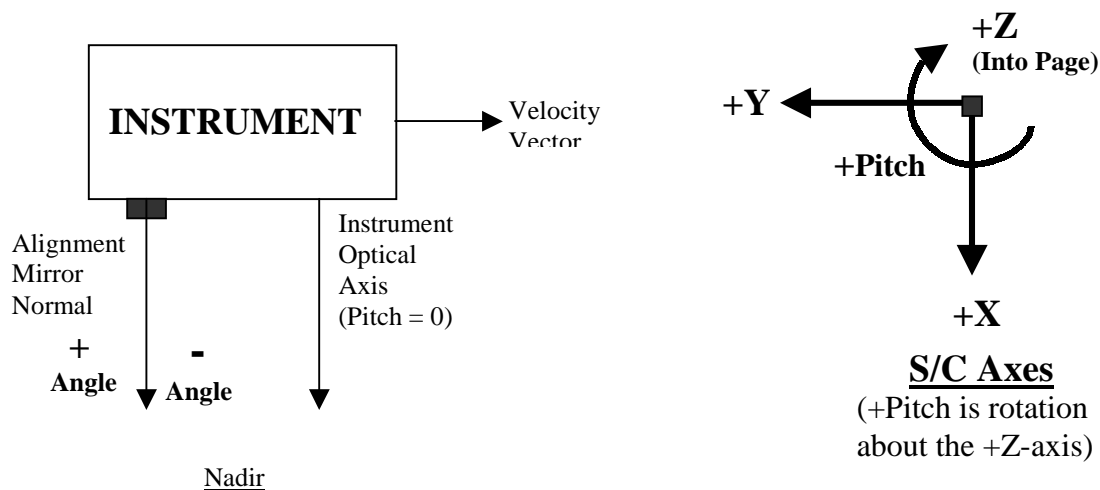 INSTRUMENT
Velocity
Vector
Alignment
Mirror
Normal
+
Angle
-
Angle
Instrument
Optical
Axis
(Pitch = 0)
Nadir
+Z
(Into Page)
+Y
+Pitch
+X
S/C Axes
(+Pitch is rotation
about the +Z-axis)